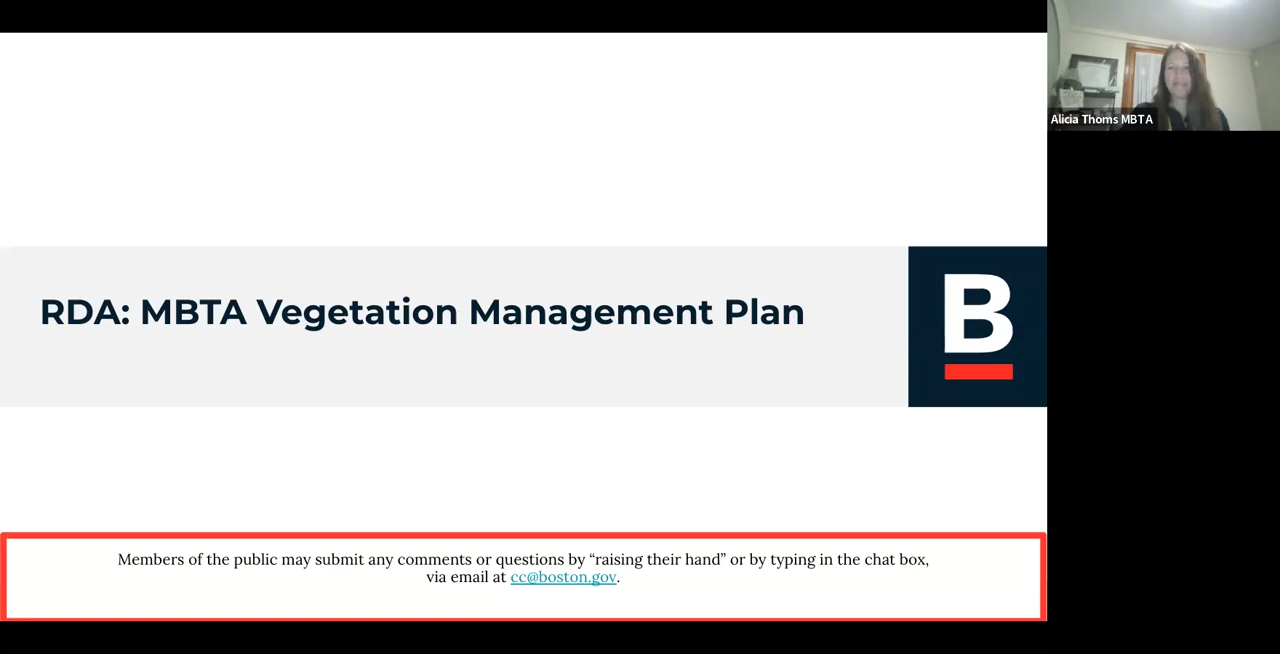 Alicia Thoms MBTA
RDA: MBTA Vegetation Management Plan
B
Members of the public may submit any comments or questions by “raising their hand” or by typing in the chat box,
via email at cc@boston.gov.